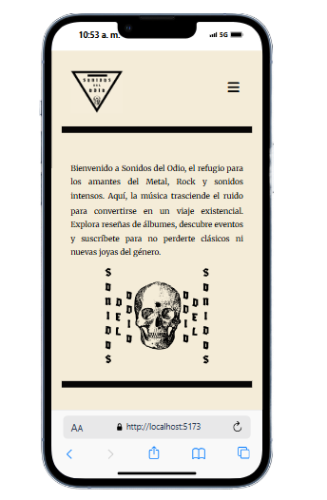 10:53 a. m.
5G
SONIDOS
DEL
ODIO
Bienvenido a Sonidos del Odio, el refugio para
los amantes del Metal, Rock y sonidos
intensos. Aquí, la música trasciende el ruido
para convertirse en un viaje existencial.
Explora reseñas de álbumes, descubre eventos
y suscríbete para no perderte clásicos ni
nuevas joyas del género.
SONIDOS
DEL
ODIO
ODIO
DEL
SONIDOS
AA
http://localhost:5173